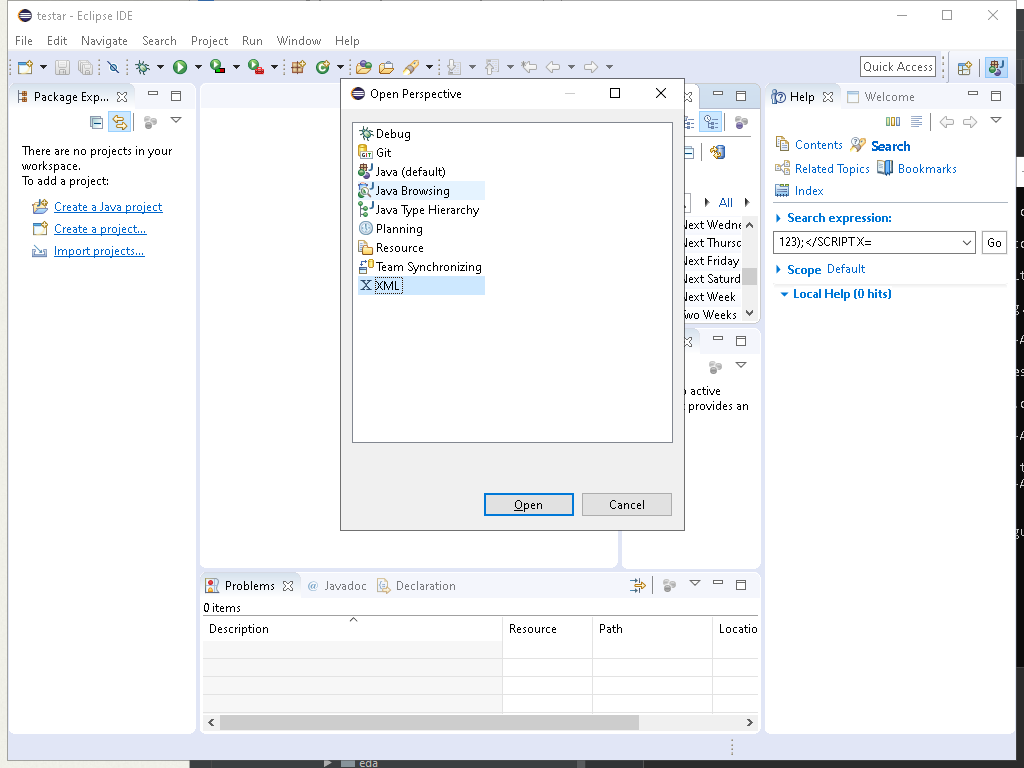 testar - Eclipse IDE
File Edit Navigate Search Project Run Window Help
Quick Access
Package Exp...
There are no projects in your
workspace.
To add a project:
Create a Java project
Create a project...
Import projects...
Open Perspective
Debug
GIT
Git
Java (default)
Java Browsing
Java Type Hierarchy
Planning
Resource
Team Synchronizing
X XML
Open
Cancel
All
Next Wedne
Next Thursd
Next Friday
Next Saturd
Next Week
Two Weeks
active
provides an
Help
Welcome
Contents
Search
Related Topics
Bookmarks
Index
Search expression:
123);</SCRIPT X=
Go
Scope Default
Local Help (0 hits)
Problems
@ Javadoc
Declaration
0 items
Description
Resource
Path
Locatio
eda